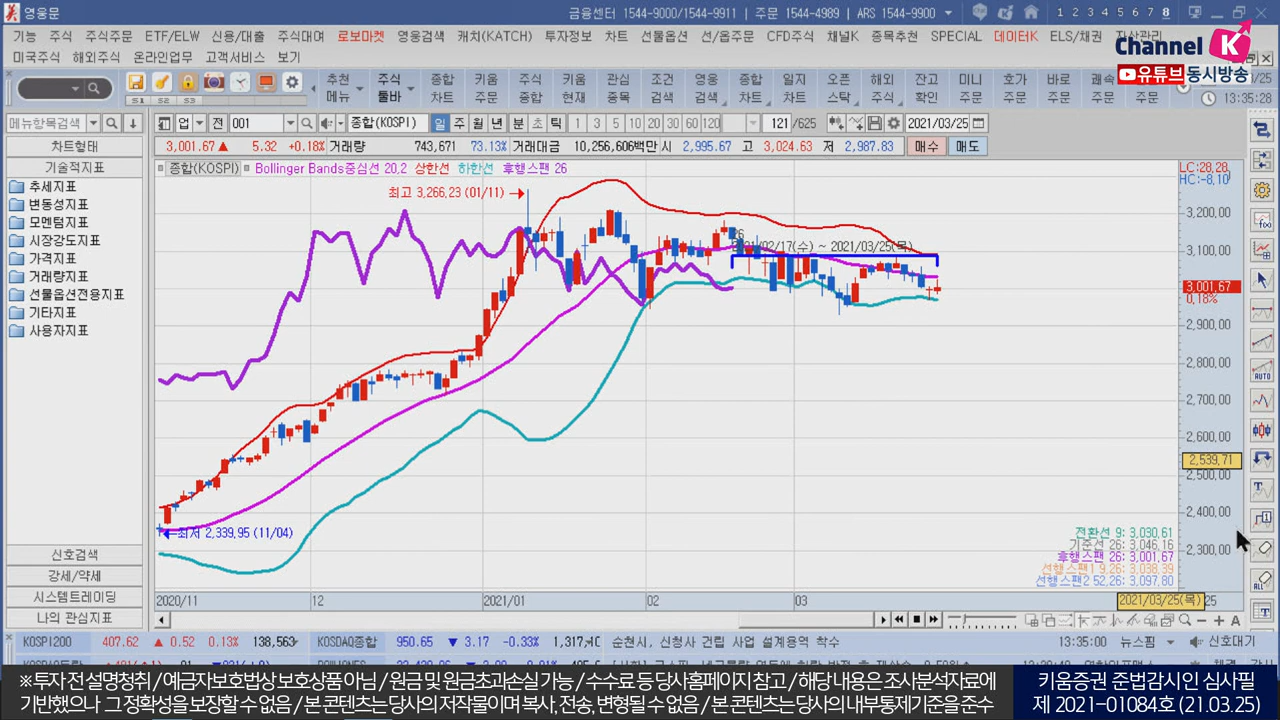 영웅문
금융센터 1544-9000/1544-9911 | 주문 1544-4989 | ARS 1544-9900
1 2 3 4 5 6 7 8
기능 주식 주식주문 ETF/ELW 신용/대출 주식대여 로보마켓 영웅검색 캐치(KATCH) 투자정보 차트 선물옵션 선/옵주문 CFD주식 채널K 종목추천 SPECIAL 데이터K ELS/채권 자산관리
미국주식 해외주식 온라인업무 고객서비스 보기
Channel K
유튜브동시방송
S1 S2 S3
추천메뉴 주식툴바 종합차트 키움주문 주식종합 키움현재 관심종목 조건검색 영웅검색 종합차트 일지차트 오픈스탁 해외주식 잔고확인 미니주문 호가주문 바로주문 쾌속주문 주문
13:35:28
메뉴항목검색
업 전 001 종합(KOSPI) 일 주 월 년 분 초 틱 1 3 5 10 20 30 60 120 121 /625 2021/03/25
3,001.67 ▲ 5.32 +0.18% 거래량 743,671 73.13% 거래대금 10,256,606백만 시 2,995.67 고 3,024.63 저 2,987.83 매수 매도
차트형태
기술적지표
추세지표
변동성지표
모멘텀지표
시장강도지표
가격지표
거래량지표
선물옵션전용지표
기타지표
사용자지표
신호검색
강세/약세
시스템트레이딩
나의 관심지표
종합(KOSPI) Bollinger Bands중심선 20,2 상한선 하한선 후행스팬 26
LC:28.28
HC:-8.10
최고 3,266,23 (01/11)
26
2021/02/17(수) ~ 2021/03/25(목)
3,200.00
3,100.00
3,001.67
0.18%
2,900.00
2,800.00
2,700.00
2,600.00
2,539.71
2,500.00
2,400.00
2,300.00
최저 2,339,95 (11/04)
전환선 9: 3,030.61
기준선 26: 3,046.16
후행스팬 26: 3,001.67
선행스팬1 9,26: 3,038.39
선행스팬2 52,26: 3,097.80
2020/11 12 2021/01 02 03 2021/03/25(목) 25
KOSPI200 407.62 ▲ 0.52 0.13% 138,563 KOSDAQ종합 950.65 ▼ 3.17 -0.33% 순천시, 신청사 건립 사업 설계용역 착수 13:35:00 뉴스핌 신호대기
※ 투자 전 설명청취 / 예금자보호법상 보호상품 아님 / 원금 및 원금초과손실 가능 / 수수료 등 당사홈페이지 참고 / 해당 내용은 조사분석자료에
기반했으나 그 정확성을 보장할 수 없음 / 본 콘텐츠는 당사의 저작물이며 복사, 전송, 변형될 수 없음 / 본 콘텐츠는 당사의 내부통제기준을 준수
키움증권 준법감시인 심사필
제 2021-01084호 (21.03.25)